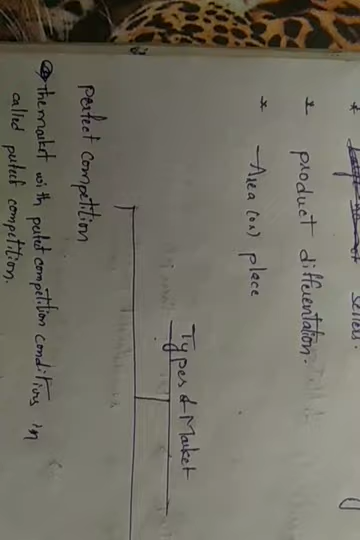 * sellers.
* product differentation.
* Area (or) place
Types of Market
perfect competition
The market with perfect competition conditions in
called perfect competition.